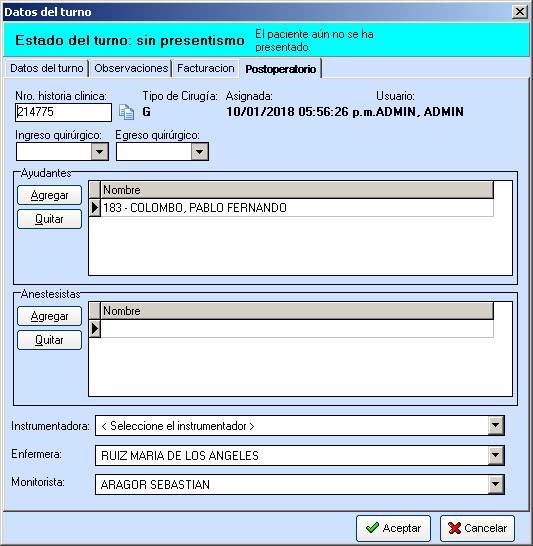 Datos del turno
Estado del turno: sin presentismo
El paciente aún no se ha
presentado.
Datos del turno Observaciones Facturacion Postoperatorio
Nro. historia clinica: Tipo de Cirugía: Asignada: Usuario:
214775 G 10/01/2018 05:56:26 p.m. ADMIN, ADMIN
Ingreso quirúrgico: Egreso quirúrgico:
Ayudantes
Agregar
Quitar
Nombre
183 - COLOMBO, PABLO FERNANDO
Anestesistas
Agregar
Quitar
Nombre
Instrumentadora: < Seleccione el instrumentador >
Enfermera: RUIZ MARIA DE LOS ANGELES
Monitorista: ARAGOR SEBASTIAN
Aceptar Cancelar